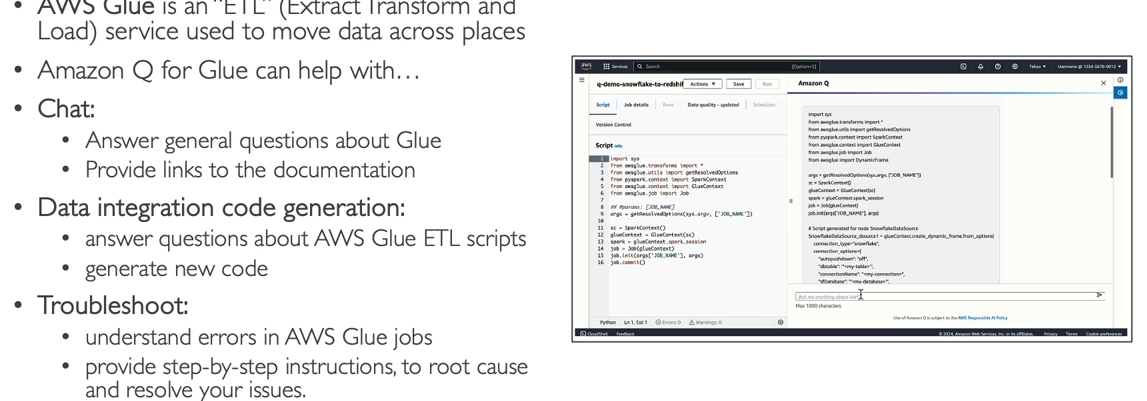 • AWS Glue is an "ETL" (Extract Transform and
Load) service used to move data across places
• Amazon Q for Glue can help with…
• Chat:
• Answer general questions about Glue
• Provide links to the documentation
• Data integration code generation:
• answer questions about AWS Glue ETL scripts
• generate new code
• Troubleshoot:
• understand errors in AWS Glue jobs
• provide step-by-step instructions, to root cause
and resolve your issues.
aws Services Search [Option+S] Tokyo
q-demo-snowflake-to-redshif Actions Save Run
Script Job details Runs Data quality - updated Schedules
Version Control
Script Info
1 import sys
2 from awsglue.transforms import *
3 from awsglue.utils import getResolvedOptions
4 from pyspark.context import SparkContext
5 from awsglue.context import GlueContext
6 from awsglue.job import Job
7
8 ## @params: [JOB_NAME]
9 args = getResolvedOptions(sys.argv, ['JOB_NAME'])
10
11 sc = SparkContext()
12 glueContext = GlueContext(sc)
13 spark = glueContext.spark_session
14 job = Job(glueContext)
15 job.init(args['JOB_NAME'], args)
16 job.commit()
Python Ln 1, Col 1 Errors: 0 Warnings: 0
Amazon Q
import sys
from awsglue.transforms import *
from awsglue.utils import getResolvedOptions
from pyspark.context import SparkContext
from awsglue.context import GlueContext
from awsglue.job import Job
from awsglue import DynamicFrame
args = getResolvedOptions(sys.argv, ["JOB_NAME"])
sc = SparkContext()
glueContext = GlueContext(sc)
spark = glueContext.spark_session
job = Job(glueContext)
job.init(args["JOB_NAME"], args)
# Script generated for node SnowflakeDataSource
SnowflakeDataSource_dsource1 = glueContext.create_dynamic_frame.from_options(
connection_type="snowflake",
connection_options={
"autopushdown": "off",
"dbtable": "<my-table>",
"connectionName": "<my-connection>",
"sfDatabase": "<my-database>",
Ask me anything about AWS
Max 1000 characters
Use of Amazon Q is subject to the AWS Responsible AI Policy
CloudShell Feedback © 2024, Amazon Web Services, Inc. or its affiliates. Privacy Terms Cookie preferences